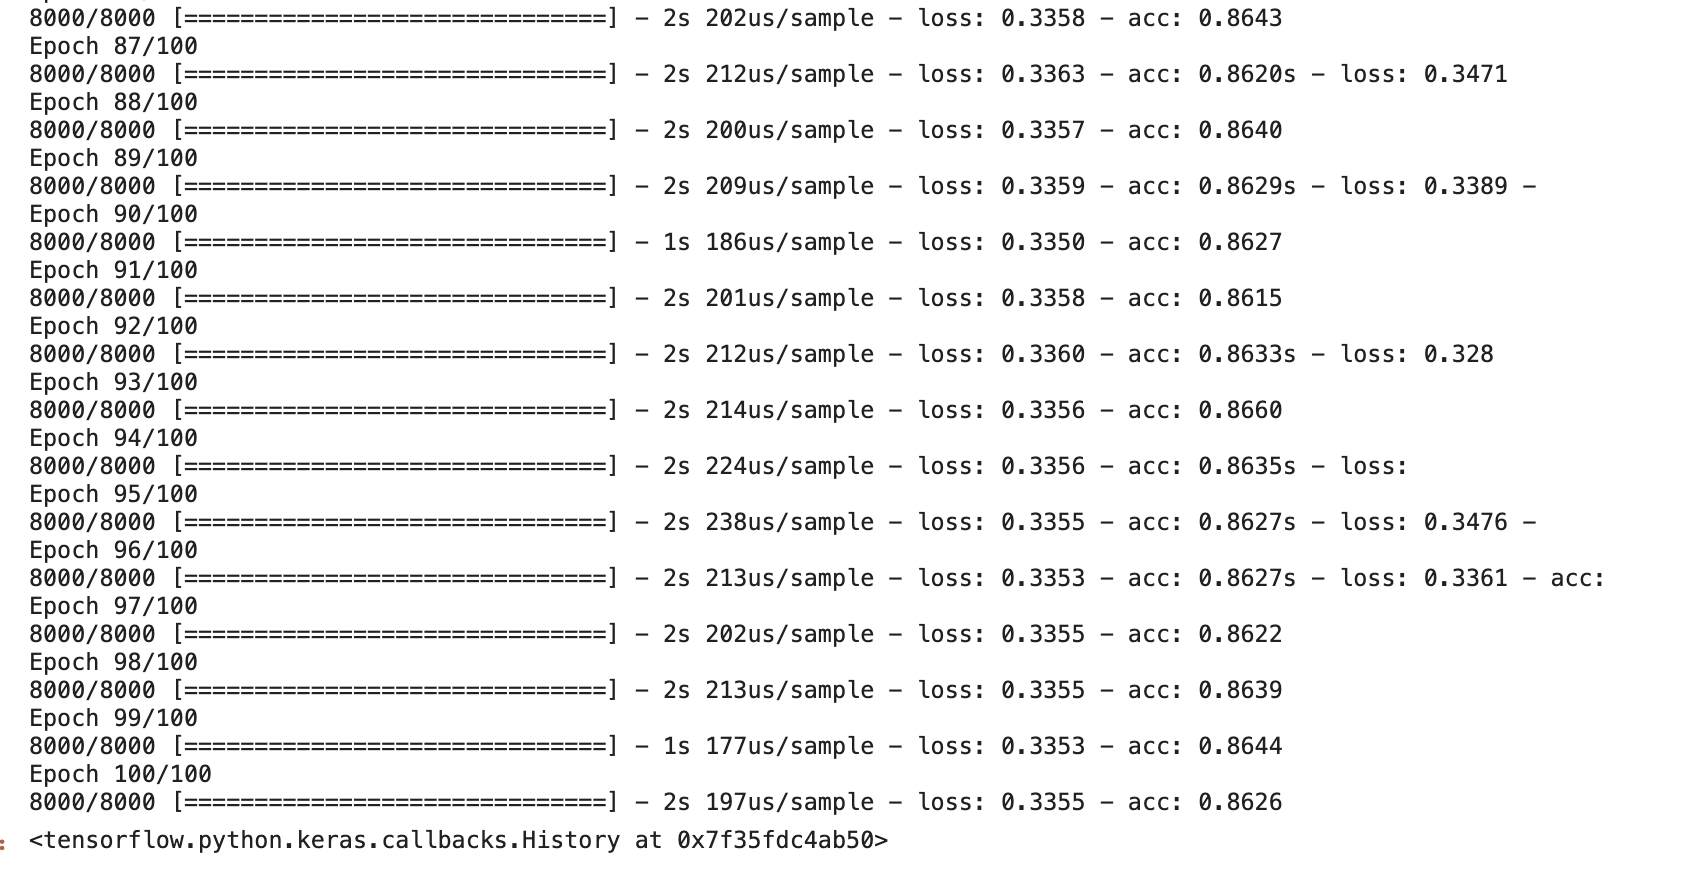 8000/8000 [==============================] - 2s 202us/sample - loss: 0.3358 - acc: 0.8643
Epoch 87/100
8000/8000 [==============================] - 2s 212us/sample - loss: 0.3363 - acc: 0.8620s - loss: 0.3471
Epoch 88/100
8000/8000 [==============================] - 2s 200us/sample - loss: 0.3357 - acc: 0.8640
Epoch 89/100
8000/8000 [==============================] - 2s 209us/sample - loss: 0.3359 - acc: 0.8629s - loss: 0.3389 -
Epoch 90/100
8000/8000 [==============================] - 1s 186us/sample - loss: 0.3350 - acc: 0.8627
Epoch 91/100
8000/8000 [==============================] - 2s 201us/sample - loss: 0.3358 - acc: 0.8615
Epoch 92/100
8000/8000 [==============================] - 2s 212us/sample - loss: 0.3360 - acc: 0.8633s - loss: 0.328
Epoch 93/100
8000/8000 [==============================] - 2s 214us/sample - loss: 0.3356 - acc: 0.8660
Epoch 94/100
8000/8000 [==============================] - 2s 224us/sample - loss: 0.3356 - acc: 0.8635s - loss:
Epoch 95/100
8000/8000 [==============================] - 2s 238us/sample - loss: 0.3355 - acc: 0.8627s - loss: 0.3476 -
Epoch 96/100
8000/8000 [==============================] - 2s 213us/sample - loss: 0.3353 - acc: 0.8627s - loss: 0.3361 - acc:
Epoch 97/100
8000/8000 [==============================] - 2s 202us/sample - loss: 0.3355 - acc: 0.8622
Epoch 98/100
8000/8000 [==============================] - 2s 213us/sample - loss: 0.3355 - acc: 0.8639
Epoch 99/100
8000/8000 [==============================] - 1s 177us/sample - loss: 0.3353 - acc: 0.8644
Epoch 100/100
8000/8000 [==============================] - 2s 197us/sample - loss: 0.3355 - acc: 0.8626
<tensorflow.python.keras.callbacks.History at 0x7f35fdc4ab50>